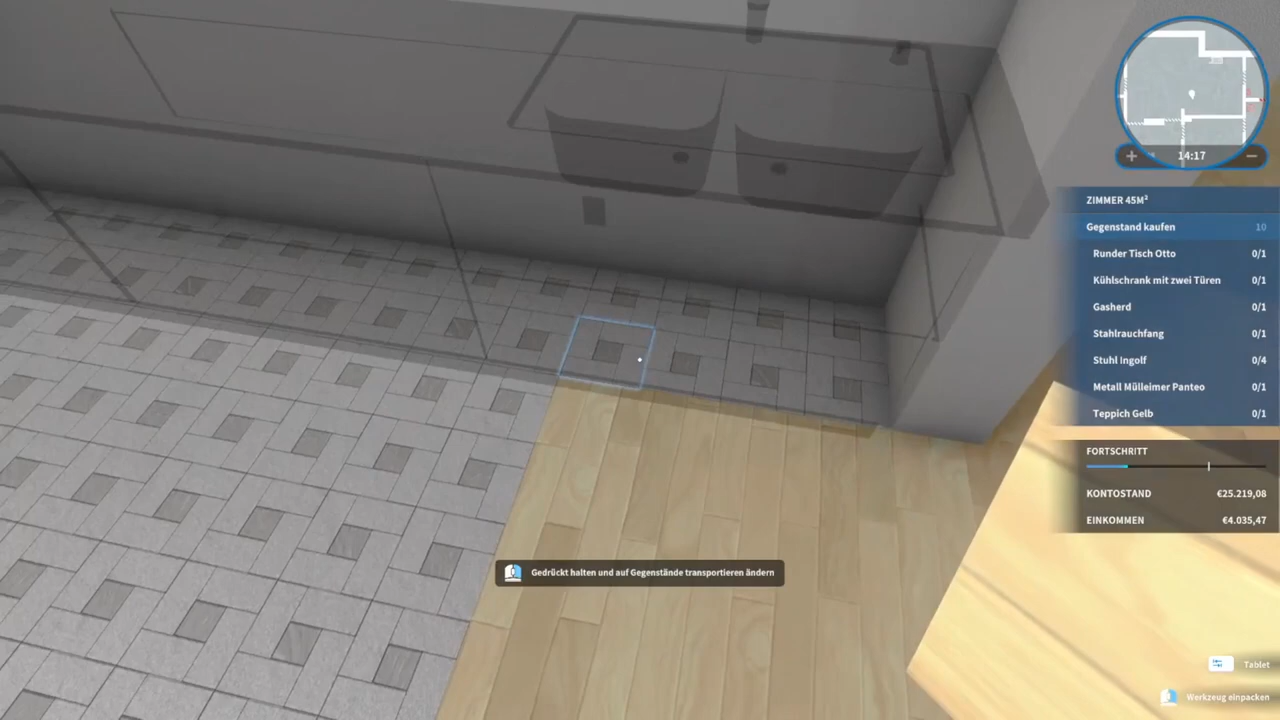 14:17
ZIMMER 45M²
Gegenstand kaufen 10
Runder Tisch Otto 0/1
Kühlschrank mit zwei Türen 0/1
Gasherd 0/1
Stahlrauchfang 0/1
Stuhl Ingolf 0/4
Metall Mülleimer Panteo 0/1
Teppich Gelb 0/1
FORTSCHRITT
KONTOSTAND €25.219,08
EINKOMMEN €4.035,47
Gedrückt halten und auf Gegenstände transportieren ändern
Tablet
Werkzeug einpacken